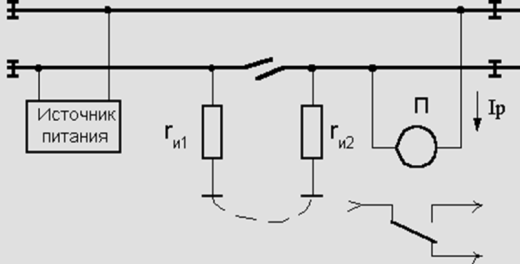 Источник
питания
rи1
rи2
П
Iр